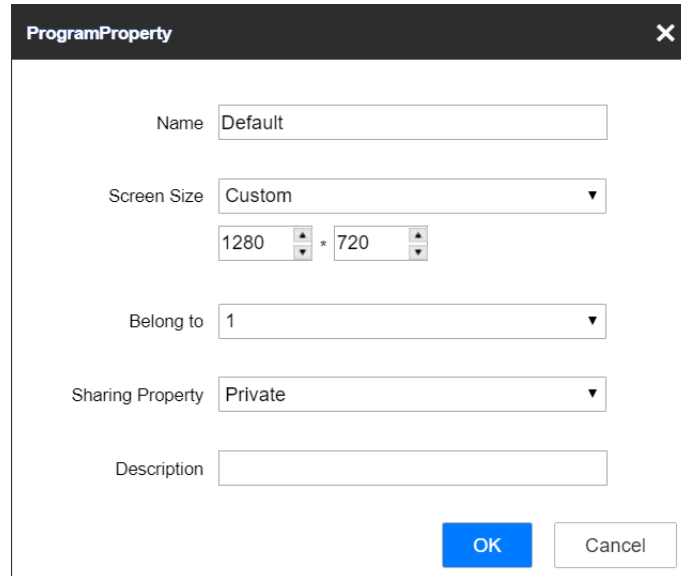 ProgramProperty
Name Default
Screen Size Custom
1280 * 720
Belong to 1
Sharing Property Private
Description
OK Cancel